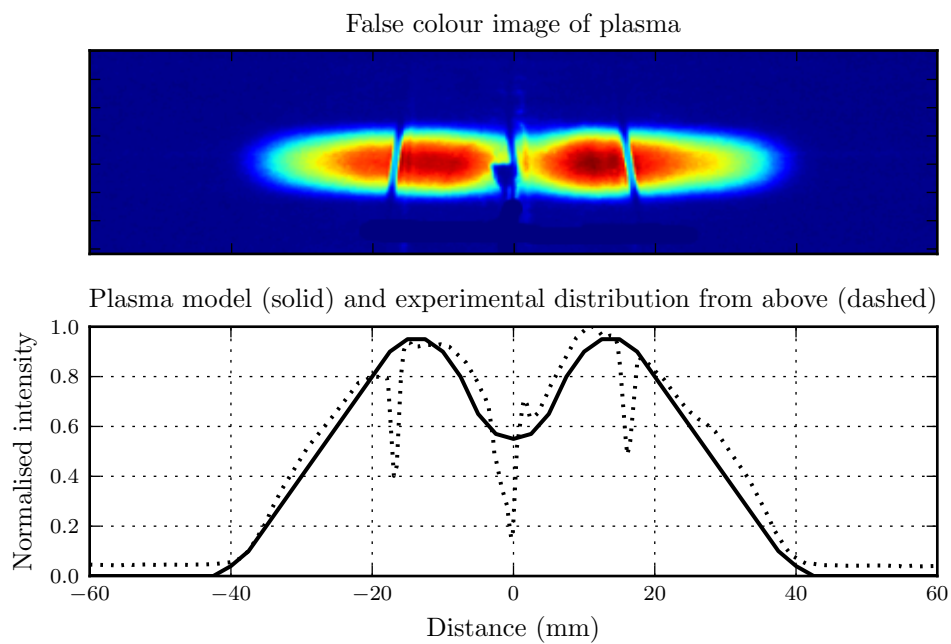 False colour image of plasma
Plasma model (solid) and experimental distribution from above (dashed)
1.0
0.8
0.6
0.4
0.2
0.0
Normalised intensity
−60 −40 −20 0 20 40 60
Distance (mm)